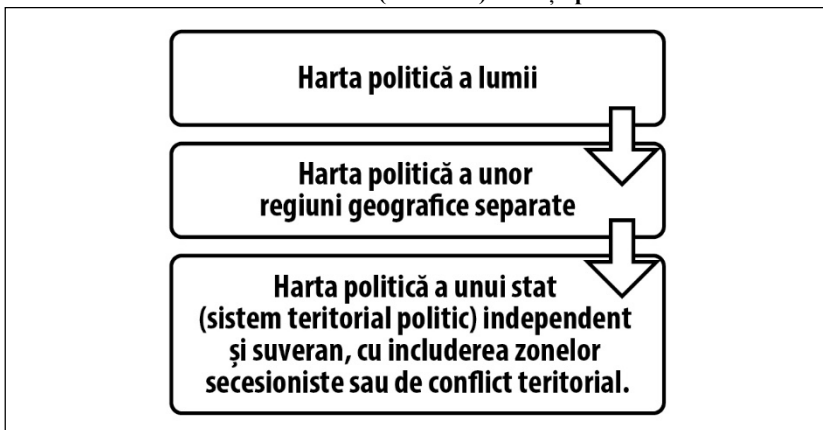 Harta politică a lumii
Harta politică a unor
regiuni geografice separate
Harta politică a unui stat
(sistem teritorial politic) independent
și suveran, cu includerea zonelor
secesioniste sau de conflict teritorial.